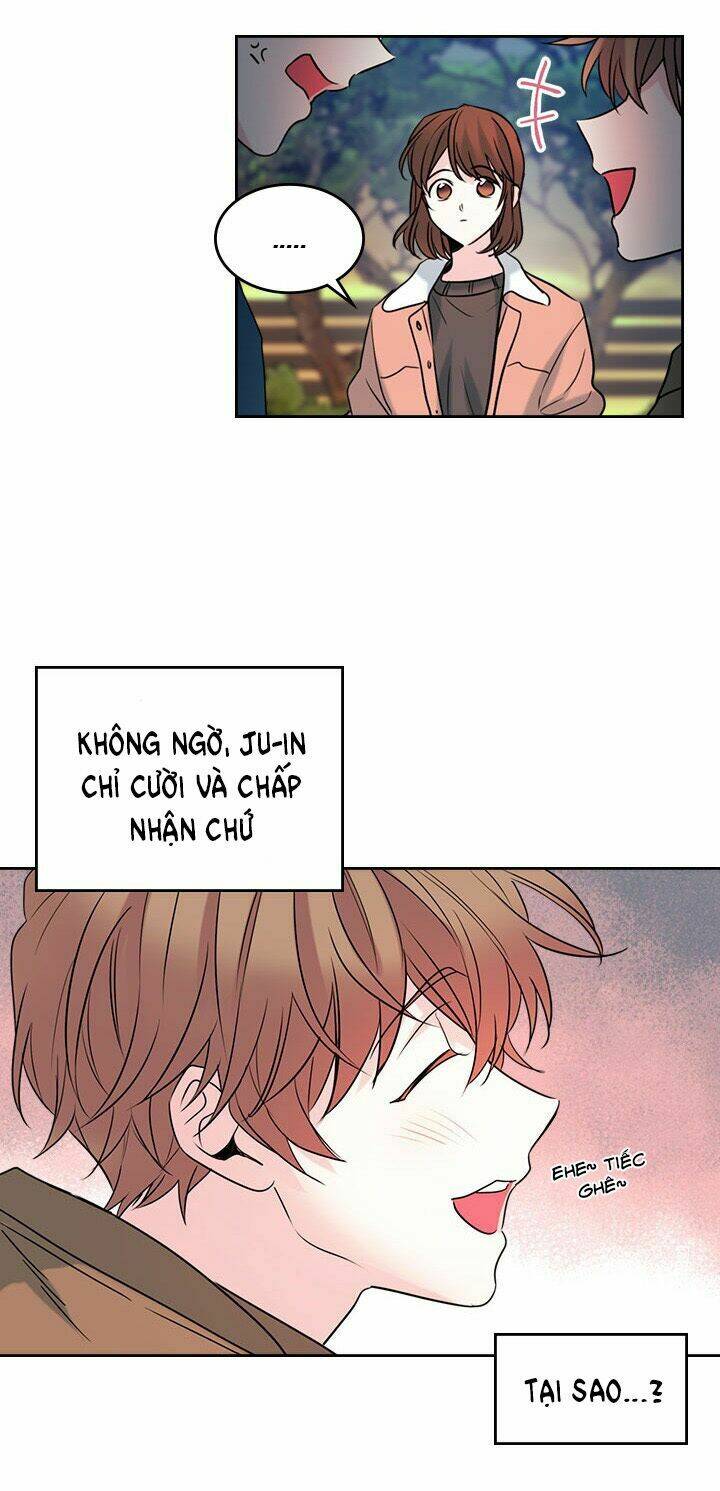 .....
KHÔNG NGỜ, JU-IN
CHỈ CƯỜI VÀ CHẤP
NHẬN CHỨ
EHE~ TIẾC
GHÊ~
TẠI SAO...?